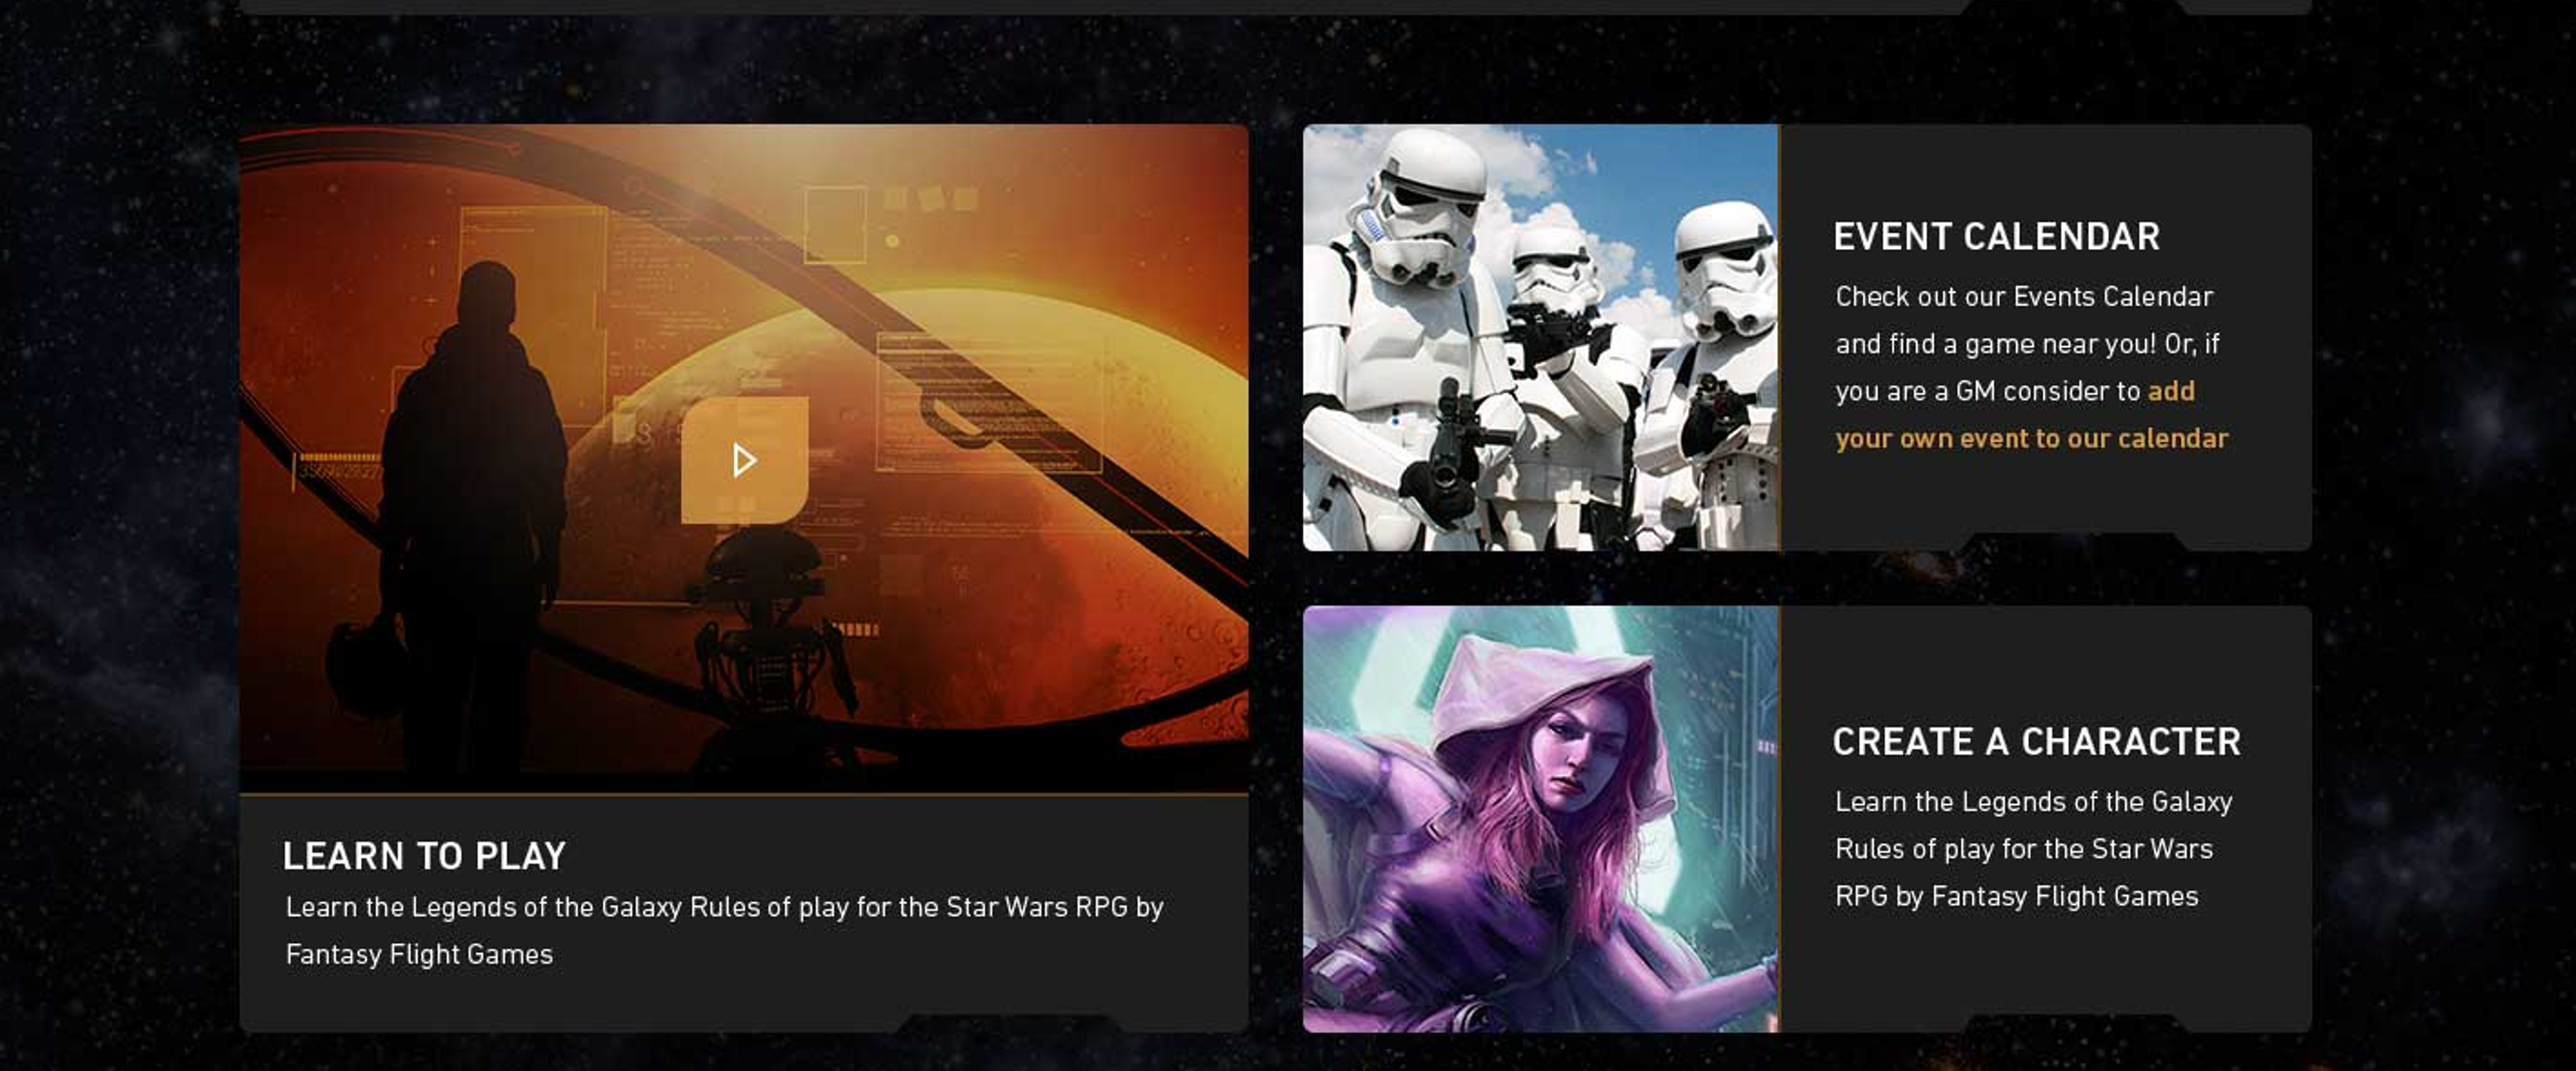 LEARN TO PLAY
Learn the Legends of the Galaxy Rules of play for the Star Wars RPG by
Fantasy Flight Games
EVENT CALENDAR
Check out our Events Calendar
and find a game near you! Or, if
you are a GM consider to add
your own event to our calendar
CREATE A CHARACTER
Learn the Legends of the Galaxy
Rules of play for the Star Wars
RPG by Fantasy Flight Games